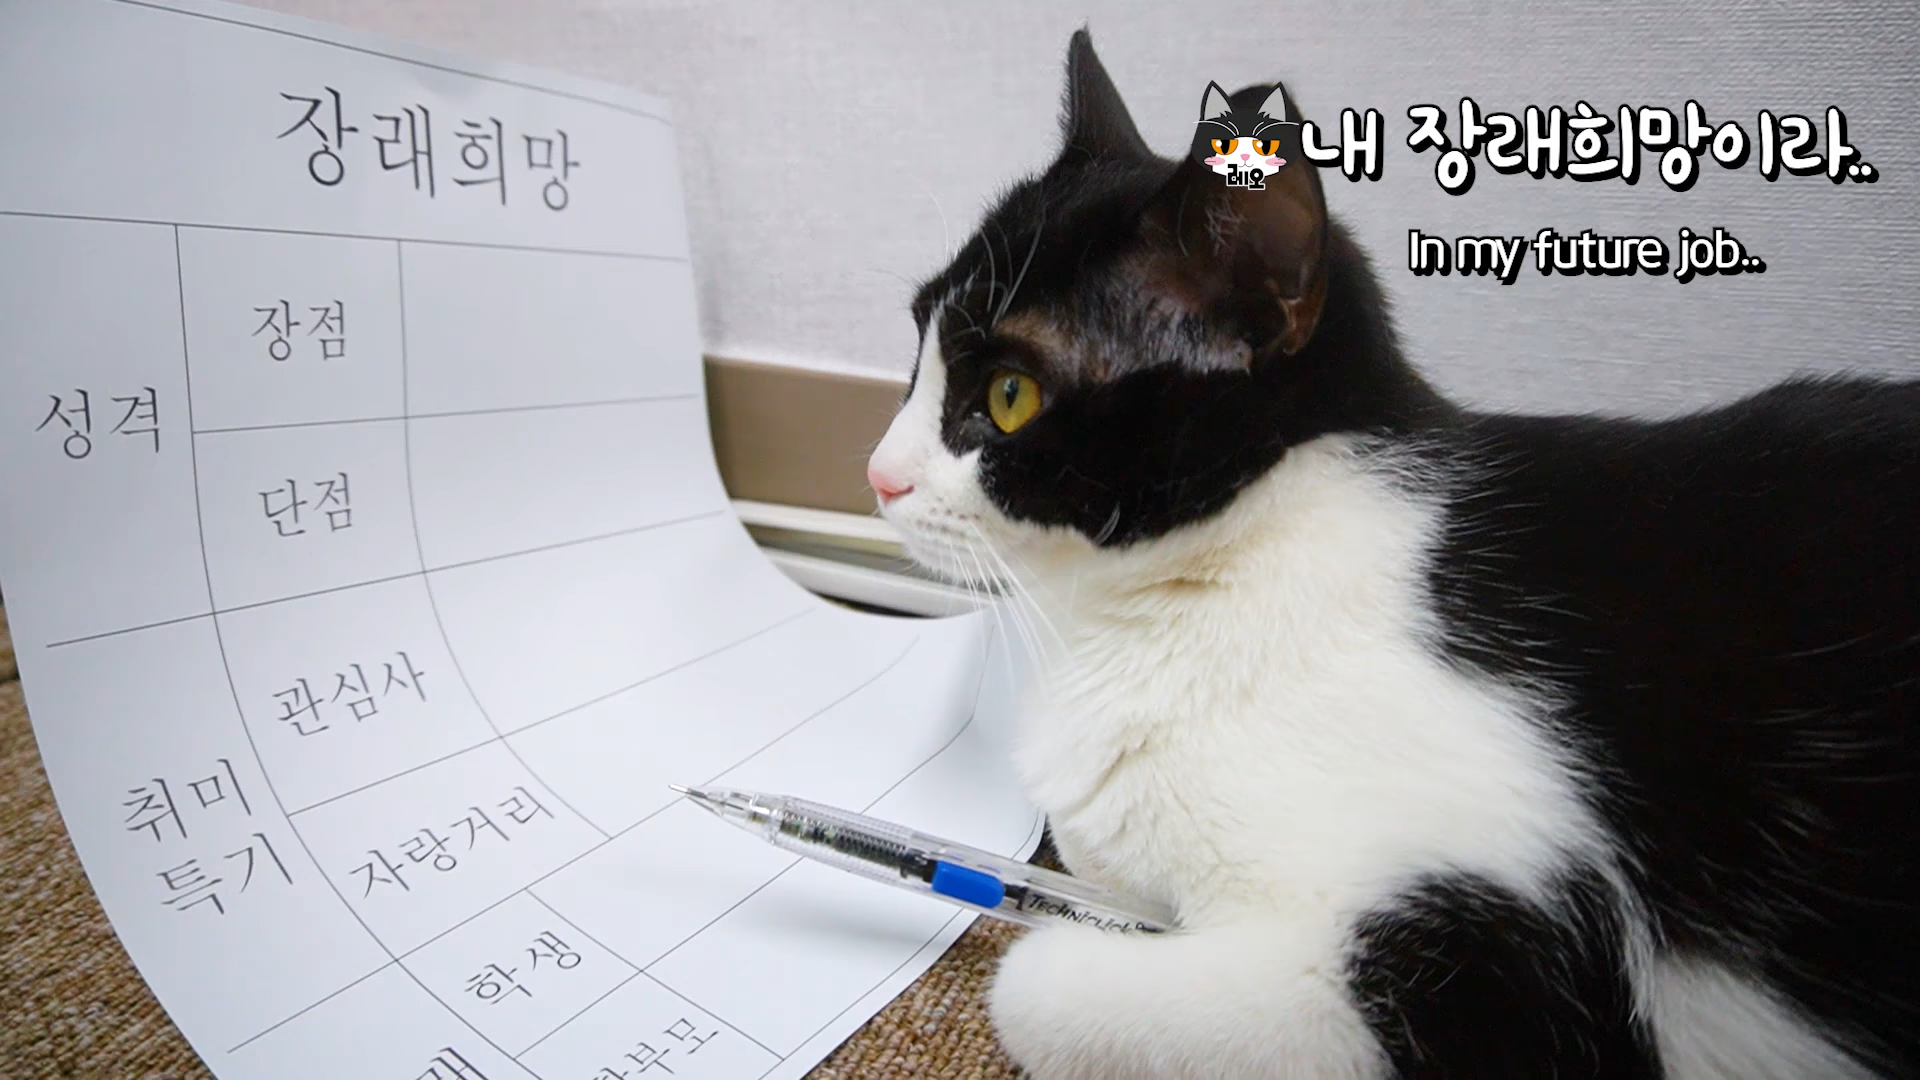 장래희망
성격
장점
단점
취미
특기
관심사
자랑거리
학생
레오
내 장래희망이라..
In my future job..